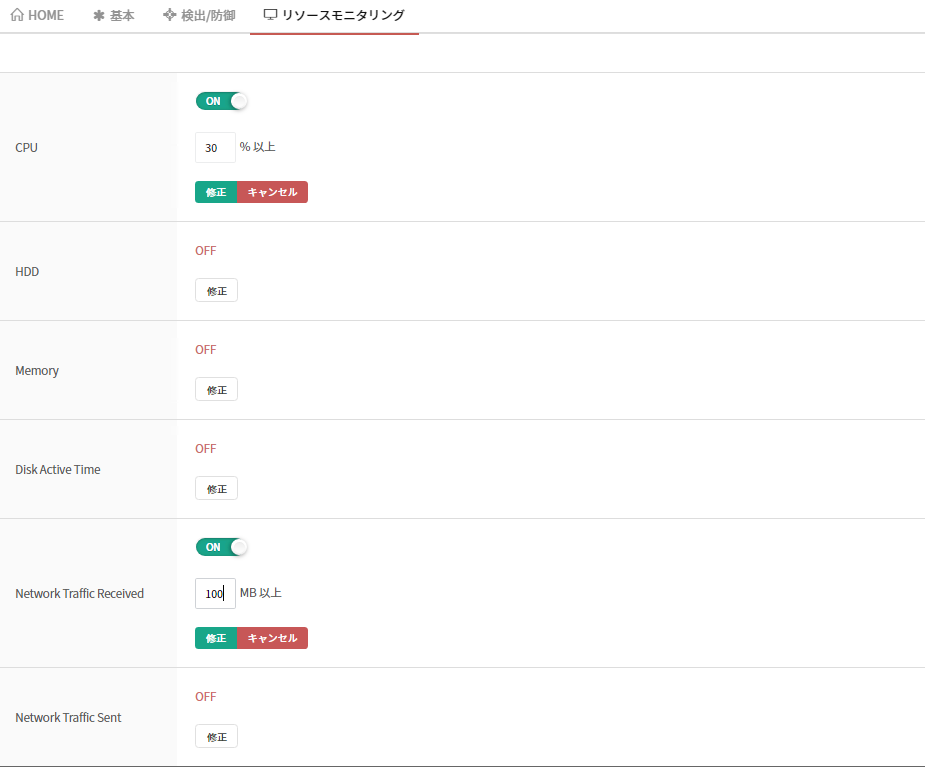 HOME 基本 検出/防御 リソースモニタリング
CPU
ON
30 % 以上
修正 キャンセル
HDD
OFF
修正
Memory
OFF
修正
Disk Active Time
OFF
修正
Network Traffic Received
ON
100 MB 以上
修正 キャンセル
Network Traffic Sent
OFF
修正